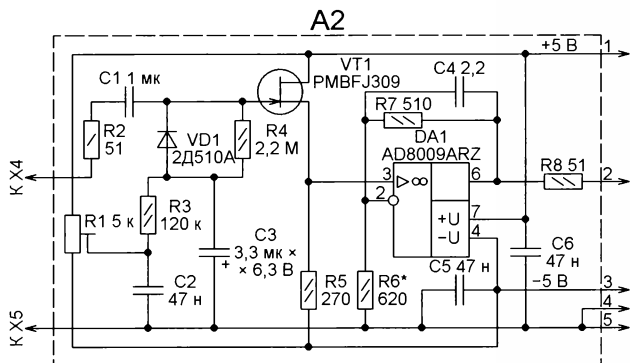 A2
+5 В 1
C1 1 мк
VT1
PMBFJ309
C4 2,2
R7 510
R2
51
VD1
2Д510А
R4
2,2 М
DA1
AD8009ARZ
R8 51
К X4
3
▷∞
6
2
2
R1 5 к
R3
120 к
+U
7
−U
4
C3
3,3 мк ×
× 6,3 В
+
C2
47 н
R5
270
R6*
620
C5 47 н
C6
47 н
−5 В 3
4
К X5
5